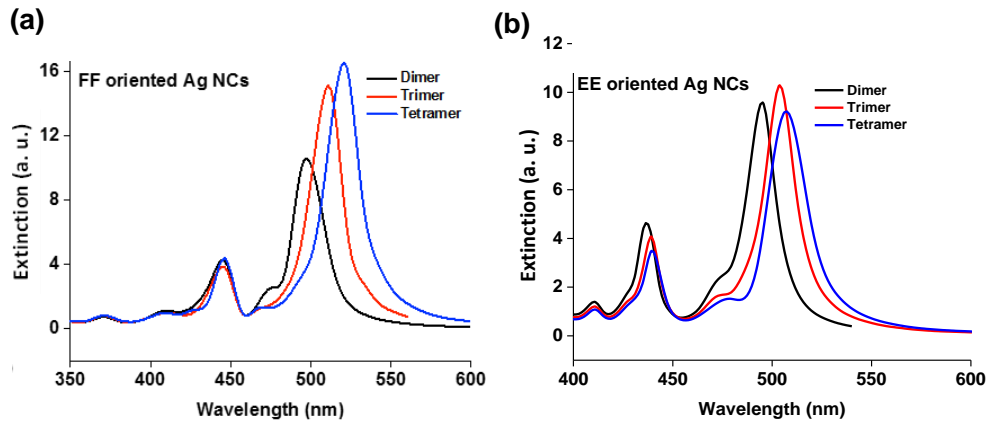 (a)
FF oriented Ag NCs
Dimer
Trimer
Tetramer
16
12
8
4
0
Extinction (a. u.)
350 400 450 500 550 600
Wavelength (nm)
(b)
EE oriented Ag NCs
Dimer
Trimer
Tetramer
12
10
8
6
4
2
0
Extinction (a. u.)
400 450 500 550 600
Wavelength (nm)